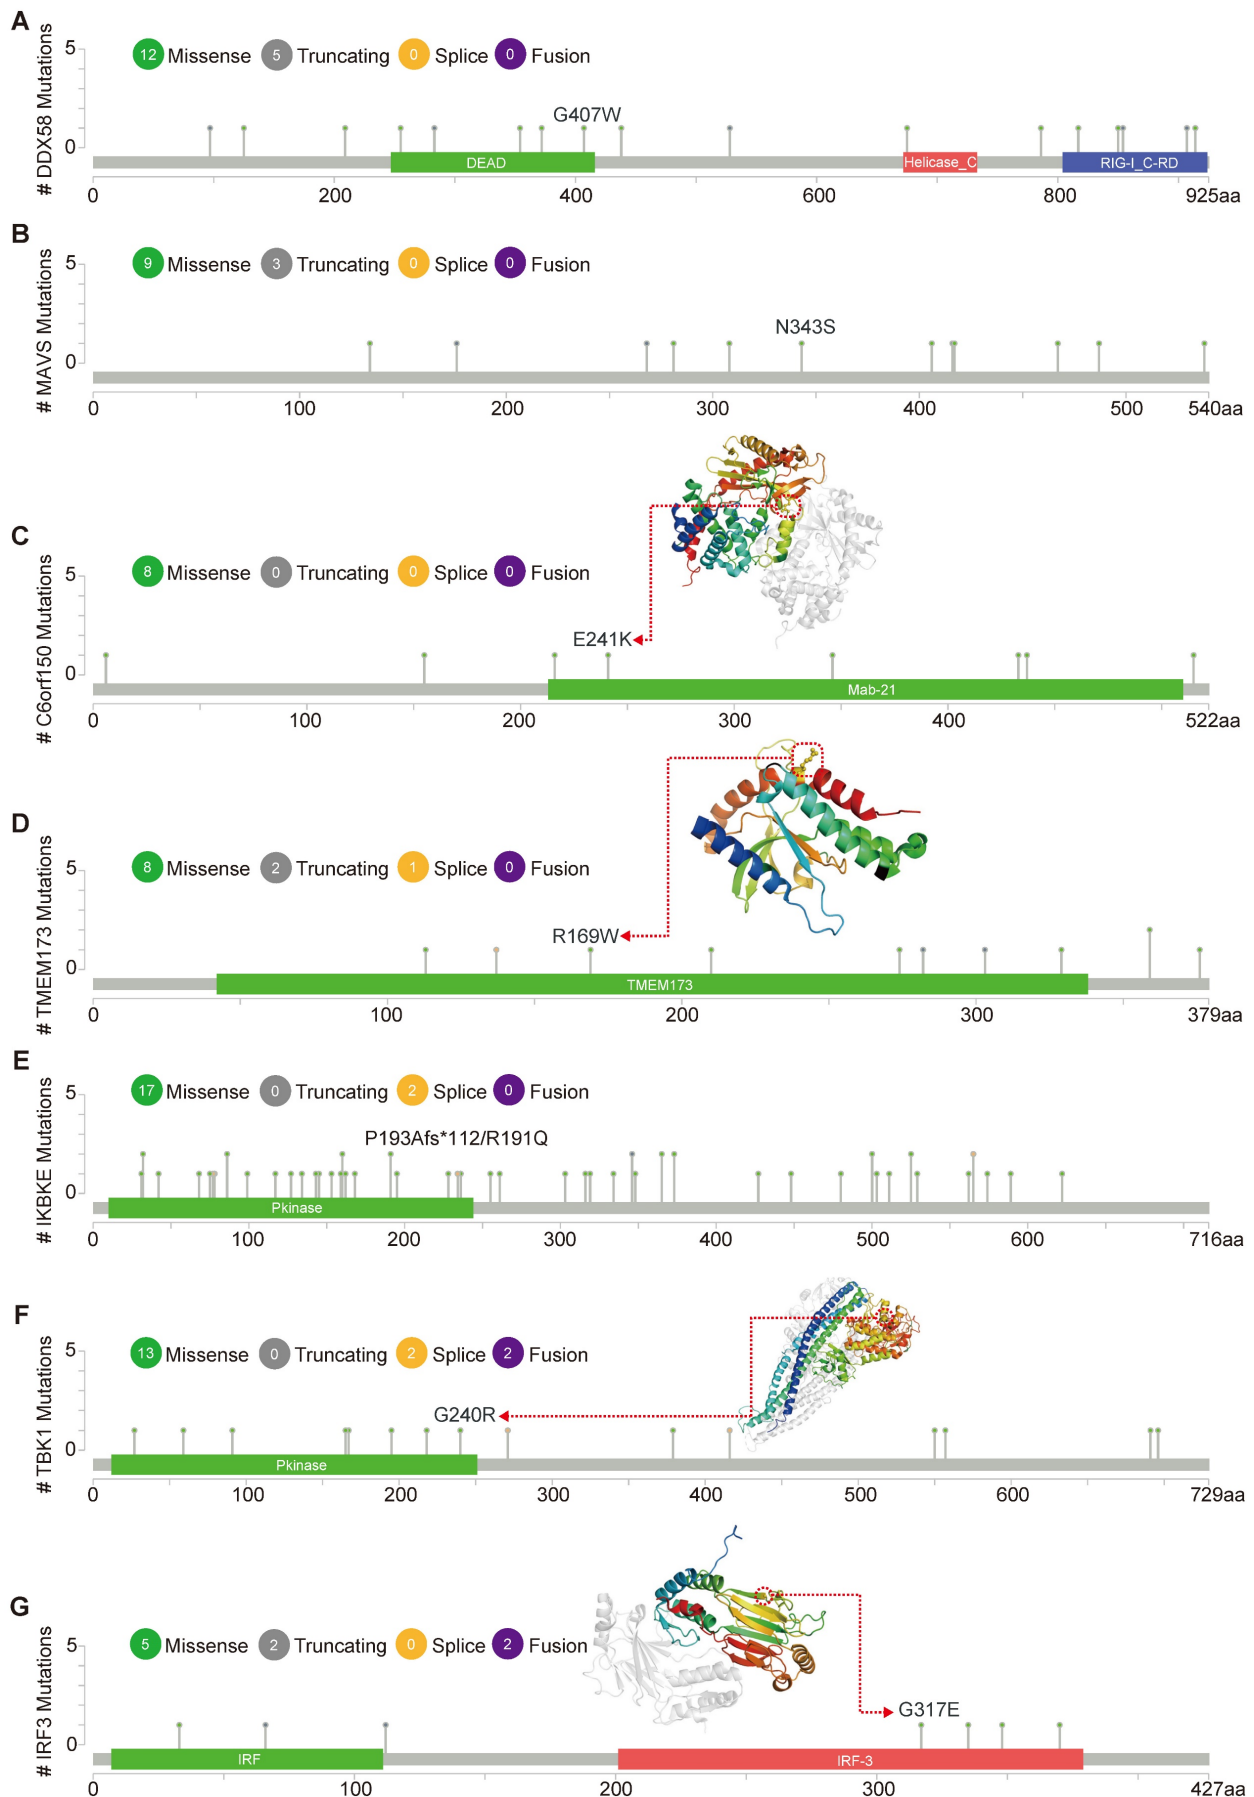 A
# DDX58 Mutations
5
0
12 Missense 5 Truncating 0 Splice 0 Fusion
G407W
DEAD Helicase_C RIG-I_C-RD
0 200 400 600 800 925aa
B
# MAVS Mutations
5
0
9 Missense 3 Truncating 0 Splice 0 Fusion
N343S
0 100 200 300 400 500 540aa
C
# C6orf150 Mutations
5
0
8 Missense 0 Truncating 0 Splice 0 Fusion
E241K
Mab-21
0 100 200 300 400 522aa
D
# TMEM173 Mutations
5
0
8 Missense 2 Truncating 1 Splice 0 Fusion
R169W
TMEM173
0 100 200 300 379aa
E
# IKBKE Mutations
5
0
17 Missense 0 Truncating 2 Splice 0 Fusion
P193Afs*112/R191Q
Pkinase
0 100 200 300 400 500 600 716aa
F
# TBK1 Mutations
5
0
13 Missense 0 Truncating 2 Splice 2 Fusion
G240R
Pkinase
0 100 200 300 400 500 600 729aa
G
# IRF3 Mutations
5
0
5 Missense 2 Truncating 0 Splice 2 Fusion
G317E
IRF IRF-3
0 100 200 300 427aa